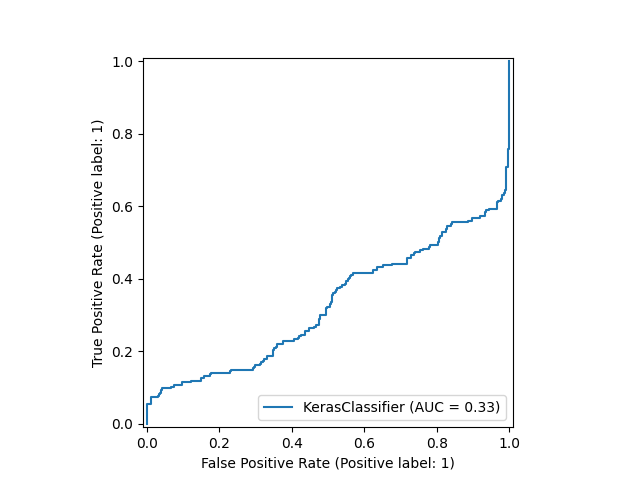 1.0
0.8
0.6
0.4
0.2
0.0
True Positive Rate (Positive label: 1)
KerasClassifier (AUC = 0.33)
0.0 0.2 0.4 0.6 0.8 1.0
False Positive Rate (Positive label: 1)